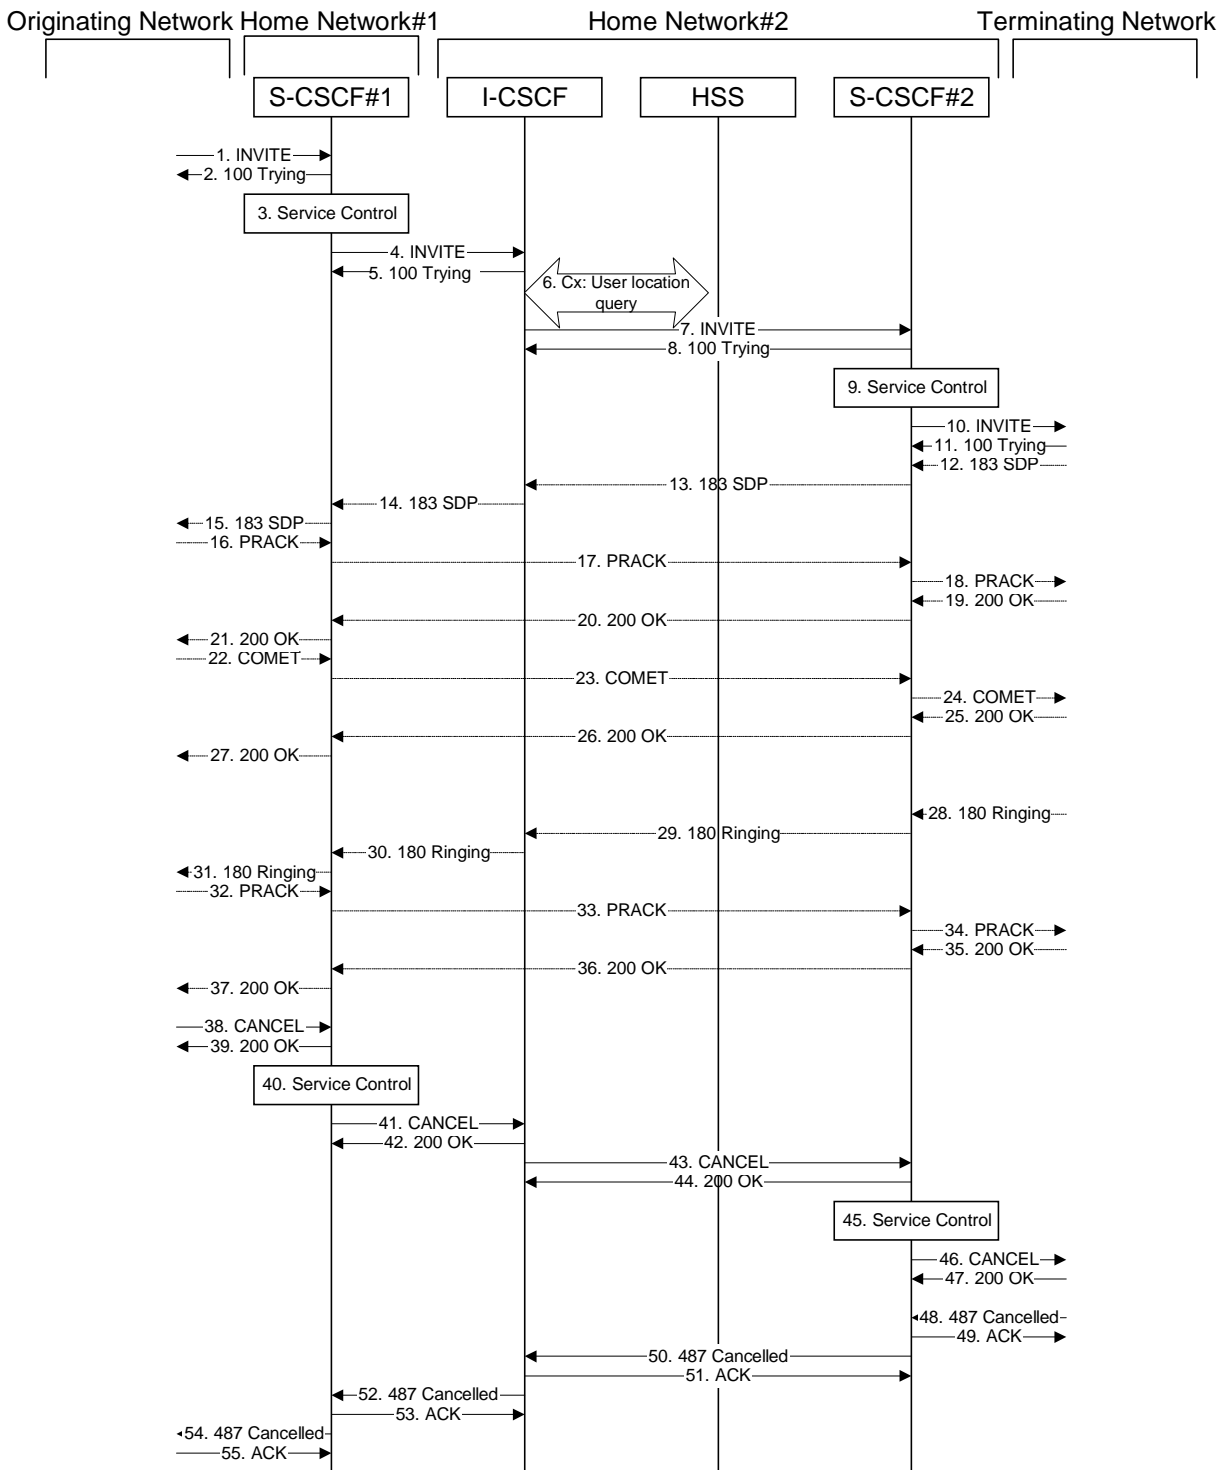 Originating Network Home Network#1 Home Network#2 Terminating Network
S-CSCF#1 I-CSCF HSS S-CSCF#2
1. INVITE
2. 100 Trying
3. Service Control
4. INVITE
5. 100 Trying
6. Cx: User location
query
7. INVITE
8. 100 Trying
9. Service Control
10. INVITE
11. 100 Trying
12. 183 SDP
13. 183 SDP
14. 183 SDP
15. 183 SDP
16. PRACK
17. PRACK
18. PRACK
19. 200 OK
20. 200 OK
21. 200 OK
22. COMET
23. COMET
24. COMET
25. 200 OK
26. 200 OK
27. 200 OK
28. 180 Ringing
29. 180 Ringing
30. 180 Ringing
31. 180 Ringing
32. PRACK
33. PRACK
34. PRACK
35. 200 OK
36. 200 OK
37. 200 OK
38. CANCEL
39. 200 OK
40. Service Control
41. CANCEL
42. 200 OK
43. CANCEL
44. 200 OK
45. Service Control
46. CANCEL
47. 200 OK
48. 487 Cancelled
49. ACK
50. 487 Cancelled
51. ACK
52. 487 Cancelled
53. ACK
54. 487 Cancelled
55. ACK